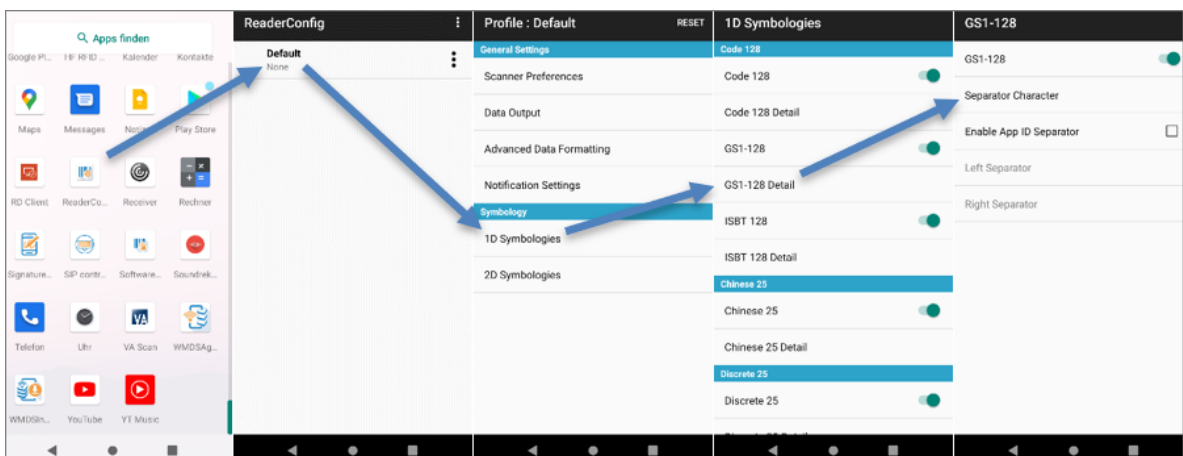 Apps finden
Google Pl... HF RFID ... Kalender Kontakte
Maps Messages Notizen Play Store
RD Client ReaderCo... Receiver Rechner
Signature... SIP contr... Software... Soundrek...
Telefon Uhr VA Scan WMDSAg...
WMDSIn... YouTube YT Music
ReaderConfig
Default
None
Profile : Default RESET
General Settings
Scanner Preferences
Data Output
Advanced Data Formatting
Notification Settings
Symbology
1D Symbologies
2D Symbologies
1D Symbologies
Code 128
Code 128
Code 128 Detail
GS1-128
GS1-128 Detail
ISBT 128
ISBT 128 Detail
Chinese 25
Chinese 25
Chinese 25 Detail
Discrete 25
Discrete 25
GS1-128
GS1-128
Separator Character
Enable App ID Separator
Left Separator
Right Separator